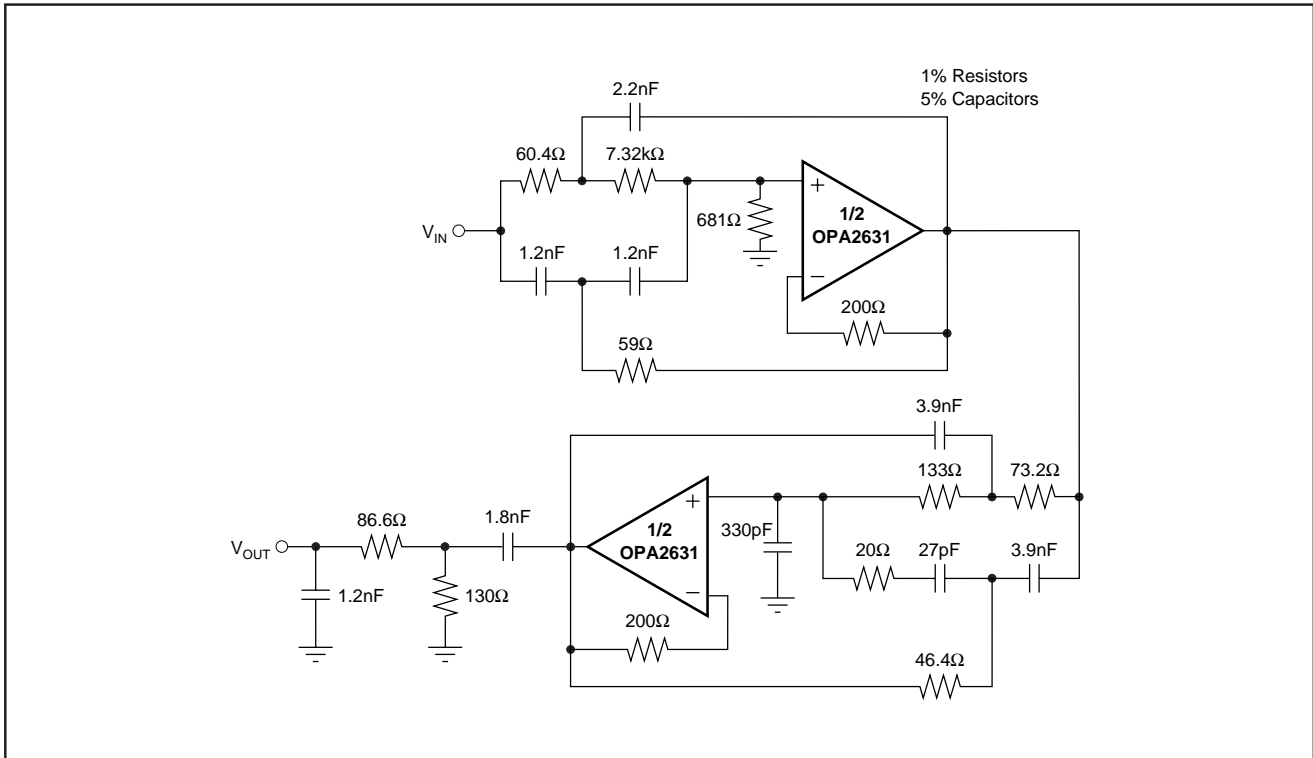 1% Resistors
5% Capacitors
2.2nF
60.4Ω
7.32kΩ
+
1/2
OPA2631
681Ω
V_IN
1.2nF
1.2nF
−
200Ω
59Ω
3.9nF
133Ω
73.2Ω
+
1.8nF
1/2
OPA2631
330pF
86.6Ω
V_OUT
20Ω
27pF
3.9nF
1.2nF
130Ω
−
200Ω
46.4Ω